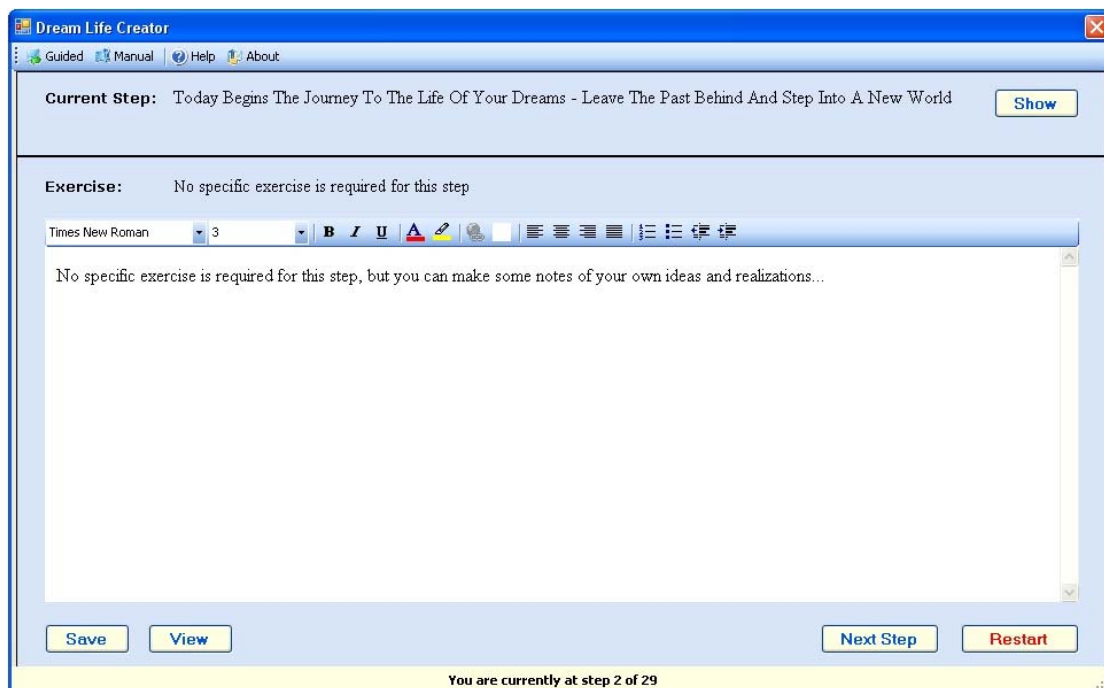 Dream Life Creator
Guided Manual Help About
Current Step: Today Begins The Journey To The Life Of Your Dreams - Leave The Past Behind And Step Into A New World Show
Exercise: No specific exercise is required for this step
Times New Roman 3 B I U A
No specific exercise is required for this step, but you can make some notes of your own ideas and realizations...
Save View Next Step Restart
You are currently at step 2 of 29